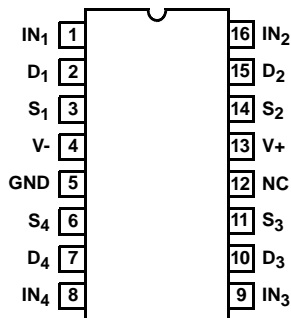 IN₁ 1 16 IN₂
D₁ 2 15 D₂
S₁ 3 14 S₂
V- 4 13 V+
GND 5 12 NC
S₄ 6 11 S₃
D₄ 7 10 D₃
IN₄ 8 9 IN₃